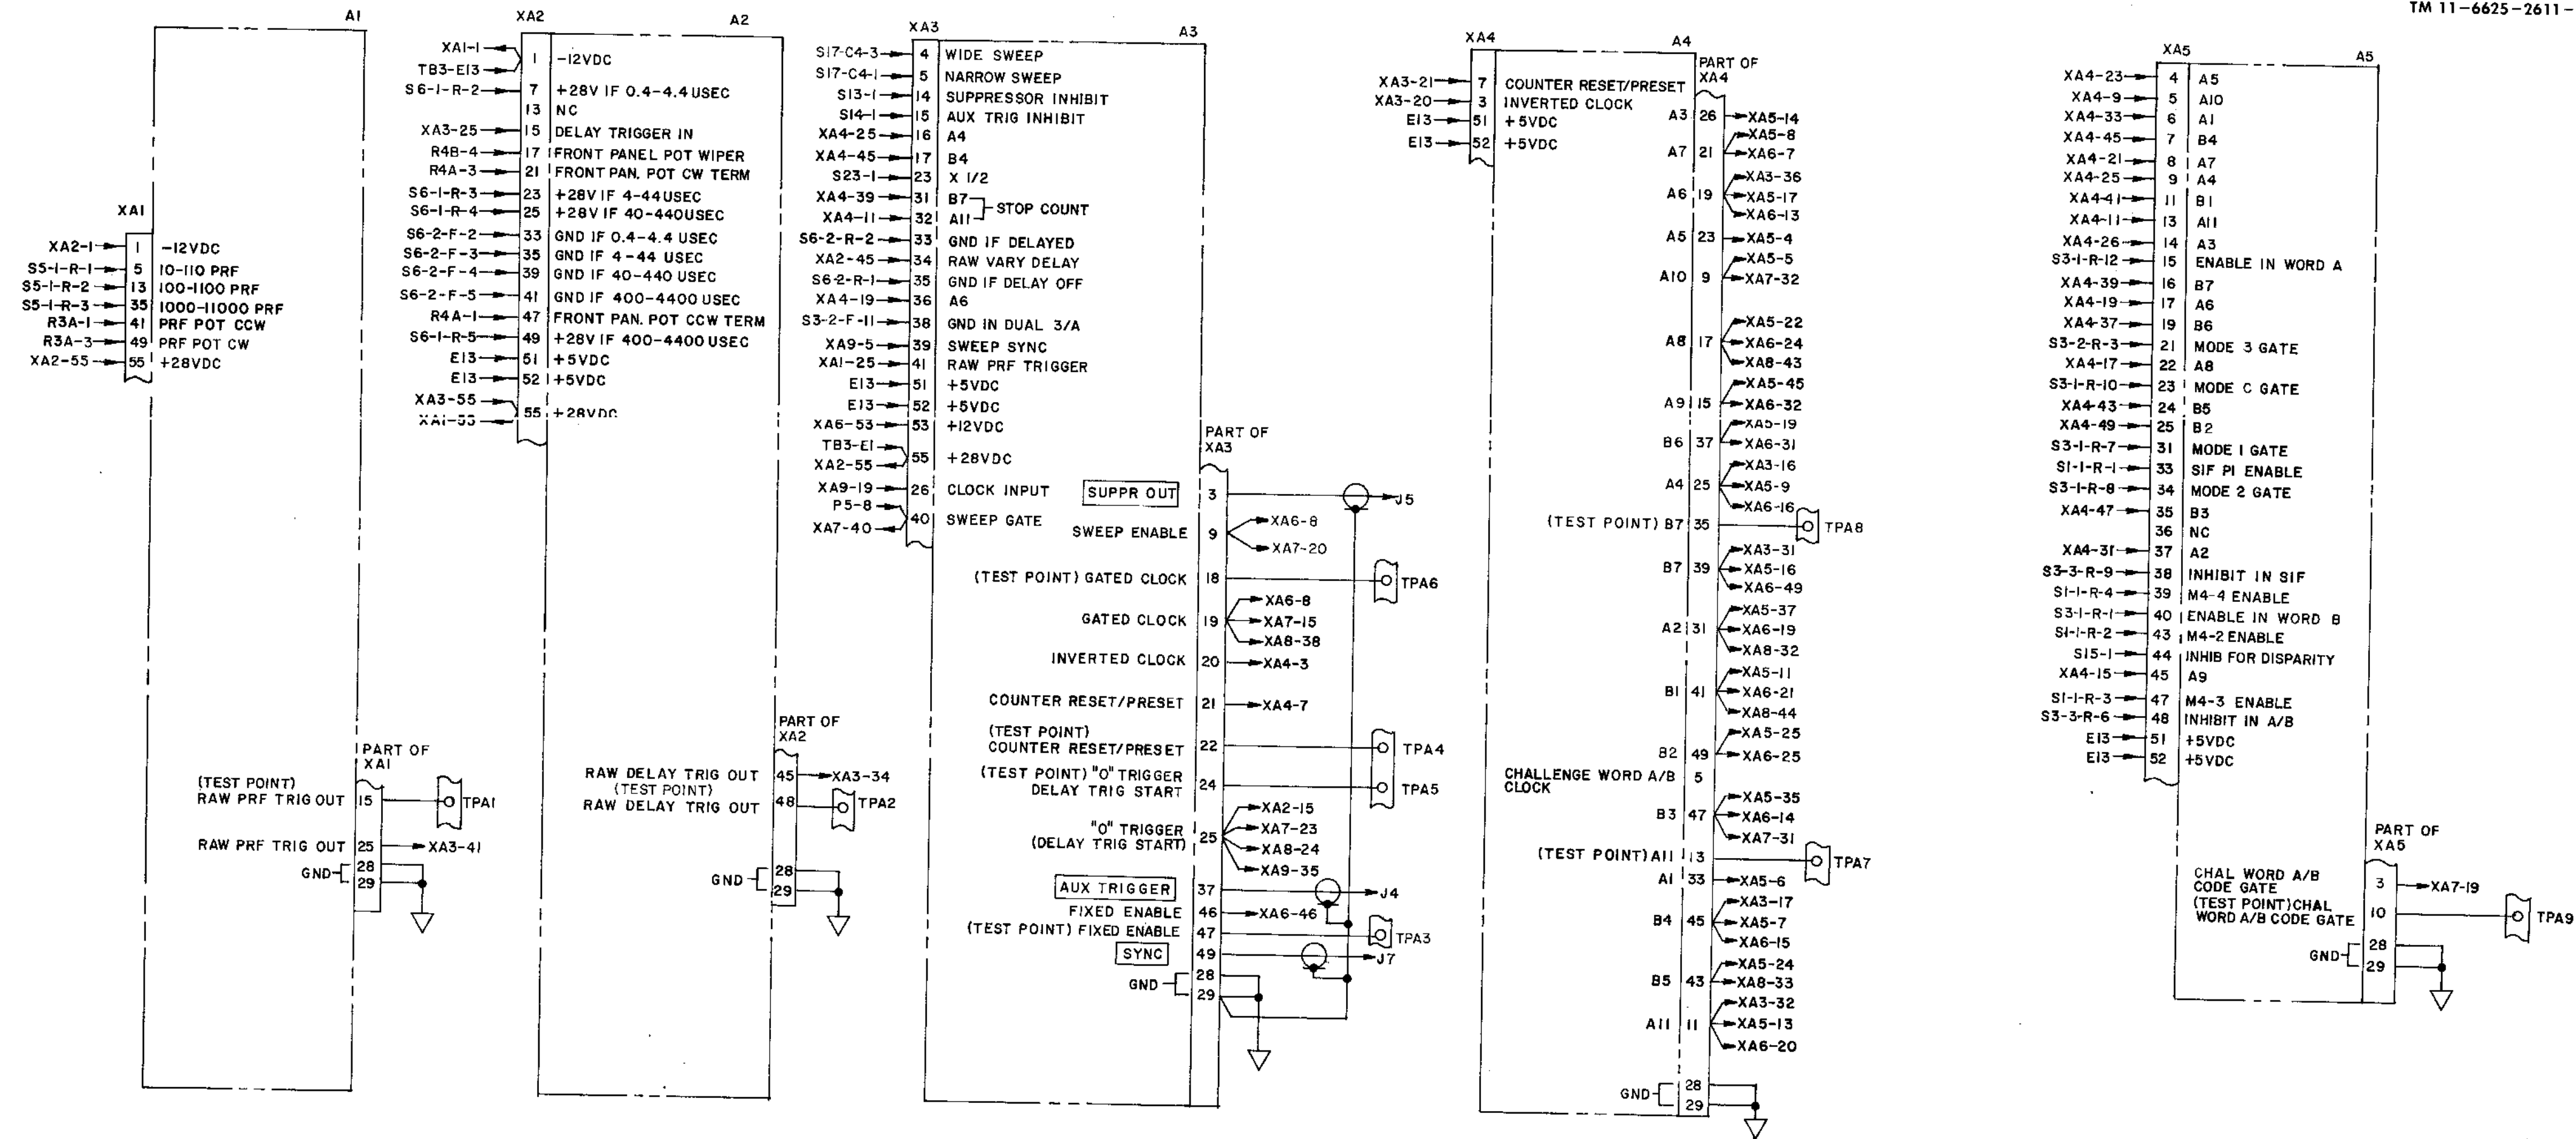 TM 11-6625-2611-
A1
XA1
XA2-1 1 -12VDC
S5-1-R-1 5 10-110 PRF
S5-1-R-2 13 100-1100 PRF
S5-1-R-3 35 1000-11000 PRF
R3A-1 41 PRF POT CCW
R3A-3 49 PRF POT CW
XA2-55 55 +28VDC
PART OF
XA1
(TEST POINT)
RAW PRF TRIG OUT 15 TPA1
RAW PRF TRIG OUT 25 XA3-41
GND 28
29
XA2
A2
XA1-1
1 -12VDC
TB3-E13
S6-1-R-2 7 +28V IF 0.4-4.4 USEC
13 NC
XA3-25 15 DELAY TRIGGER IN
R4B-4 17 FRONT PANEL POT WIPER
R4A-3 21 FRONT PAN. POT CW TERM
S6-1-R-3 23 +28V IF 4-44USEC
S6-1-R-4 25 +28V IF 40-440USEC
S6-2-F-2 33 GND IF 0.4-4.4 USEC
S6-2-F-3 35 GND IF 4-44 USEC
S6-2-F-4 39 GND IF 40-440 USEC
S6-2-F-5 41 GND IF 400-4400 USEC
R4A-1 47 FRONT PAN. POT CCW TERM
S6-1-R-5 49 +28V IF 400-4400 USEC
E13 51 +5VDC
E13 52 +5VDC
XA3-55
55 +28VDC
XA1-55
PART OF
XA2
RAW DELAY TRIG OUT 45 XA3-34
(TEST POINT)
RAW DELAY TRIG OUT 48 TPA2
GND 28
29
XA3
A3
S17-C4-3 4 WIDE SWEEP
S17-C4-1 5 NARROW SWEEP
S13-1 14 SUPPRESSOR INHIBIT
S14-1 15 AUX TRIG INHIBIT
XA4-25 16 A4
XA4-45 17 B4
S23-1 23 X 1/2
XA4-39 31 B7
STOP COUNT
XA4-11 32 A11
S6-2-R-2 33 GND IF DELAYED
XA2-45 34 RAW VARY DELAY
S6-2-R-1 35 GND IF DELAY OFF
XA4-19 36 A6
S3-2-F-11 38 GND IN DUAL 3/A
XA9-5 39 SWEEP SYNC
XA1-25 41 RAW PRF TRIGGER
E13 51 +5VDC
E13 52 +5VDC
XA6-53 53 +12VDC
TB3-E1
55 +28VDC
XA2-55
XA9-19 26 CLOCK INPUT
P5-8
40 SWEEP GATE
XA7-40
PART OF
XA3
SUPPR OUT 3 J5
SWEEP ENABLE 9 XA6-8
XA7-20
(TEST POINT) GATED CLOCK 18 TPA6
XA6-8
GATED CLOCK 19 XA7-15
XA8-38
INVERTED CLOCK 20 XA4-3
COUNTER RESET/PRESET 21 XA4-7
(TEST POINT)
COUNTER RESET/PRESET 22 TPA4
(TEST POINT) "O" TRIGGER
DELAY TRIG START 24 TPA5
XA2-15
"O" TRIGGER XA7-23
(DELAY TRIG START) 25 XA8-24
XA9-35
AUX TRIGGER 37 J4
FIXED ENABLE 46 XA6-46
(TEST POINT) FIXED ENABLE 47 TPA3
SYNC 49 J7
GND 28
29
XA4
A4
XA3-21 7 COUNTER RESET/PRESET
XA3-20 3 INVERTED CLOCK
E13 51 +5VDC
E13 52 +5VDC
PART OF
XA4
A3 26 XA5-14
XA5-8
A7 21 XA6-7
XA3-36
A6 19 XA5-17
XA6-13
A5 23 XA5-4
XA5-5
A10 9 XA7-32
XA5-22
A8 17 XA6-24
XA8-43
XA5-45
A9 15 XA6-32
XA5-19
B6 37 XA6-31
XA3-16
A4 25 XA5-9
XA6-16
(TEST POINT) B7 35 TPA8
XA3-31
B7 39 XA5-16
XA6-49
XA5-37
A2 31 XA6-19
XA8-32
XA5-11
B1 41 XA6-21
XA8-44
XA5-25
B2 49 XA6-25
CHALLENGE WORD A/B 5
CLOCK
XA5-35
B3 47 XA6-14
XA7-31
(TEST POINT) A11 13 TPA7
A1 33 XA5-6
XA3-17
B4 45 XA5-7
XA6-15
XA5-24
B5 43 XA8-33
XA3-32
A11 11 XA5-13
XA6-20
GND 28
29
XA5
A5
XA4-23 4 A5
XA4-9 5 A10
XA4-33 6 A1
XA4-45 7 B4
XA4-21 8 A7
XA4-25 9 A4
XA4-41 11 B1
XA4-11 13 A11
XA4-26 14 A3
S3-1-R-12 15 ENABLE IN WORD A
XA4-39 16 B7
XA4-19 17 A6
XA4-37 19 B6
S3-2-R-3 21 MODE 3 GATE
XA4-17 22 A8
S3-1-R-10 23 MODE C GATE
XA4-43 24 B5
XA4-49 25 B2
S3-1-R-7 31 MODE 1 GATE
S1-1-R-1 33 SIF P1 ENABLE
S3-1-R-8 34 MODE 2 GATE
XA4-47 35 B3
36 NC
XA4-31 37 A2
S3-3-R-9 38 INHIBIT IN SIF
S1-1-R-4 39 M4-4 ENABLE
S3-1-R-1 40 ENABLE IN WORD B
S1-1-R-2 43 M4-2 ENABLE
S15-1 44 INHIB FOR DISPARITY
XA4-15 45 A9
S1-1-R-3 47 M4-3 ENABLE
S3-3-R-6 48 INHIBIT IN A/B
E13 51 +5VDC
E13 52 +5VDC
PART OF
XA5
CHAL WORD A/B
CODE GATE 3 XA7-19
(TEST POINT) CHAL
WORD A/B CODE GATE 10 TPA9
GND 28
29